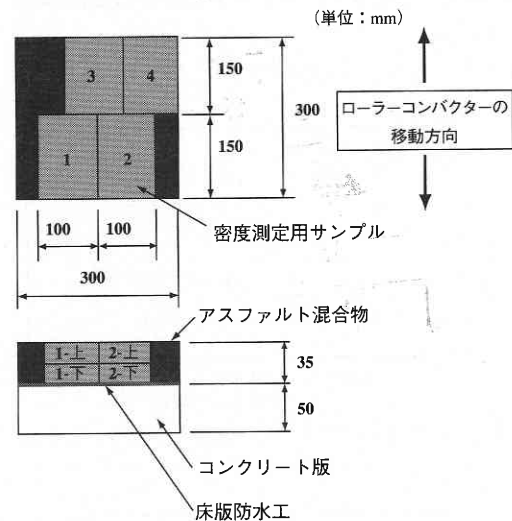 (単位：mm)
3
4
150
300
ローラーコンパクターの
移動方向
1
2
150
100
100
密度測定用サンプル
300
アスファルト混合物
1-上
2-上
1-下
2-下
35
50
コンクリート版
床版防水工